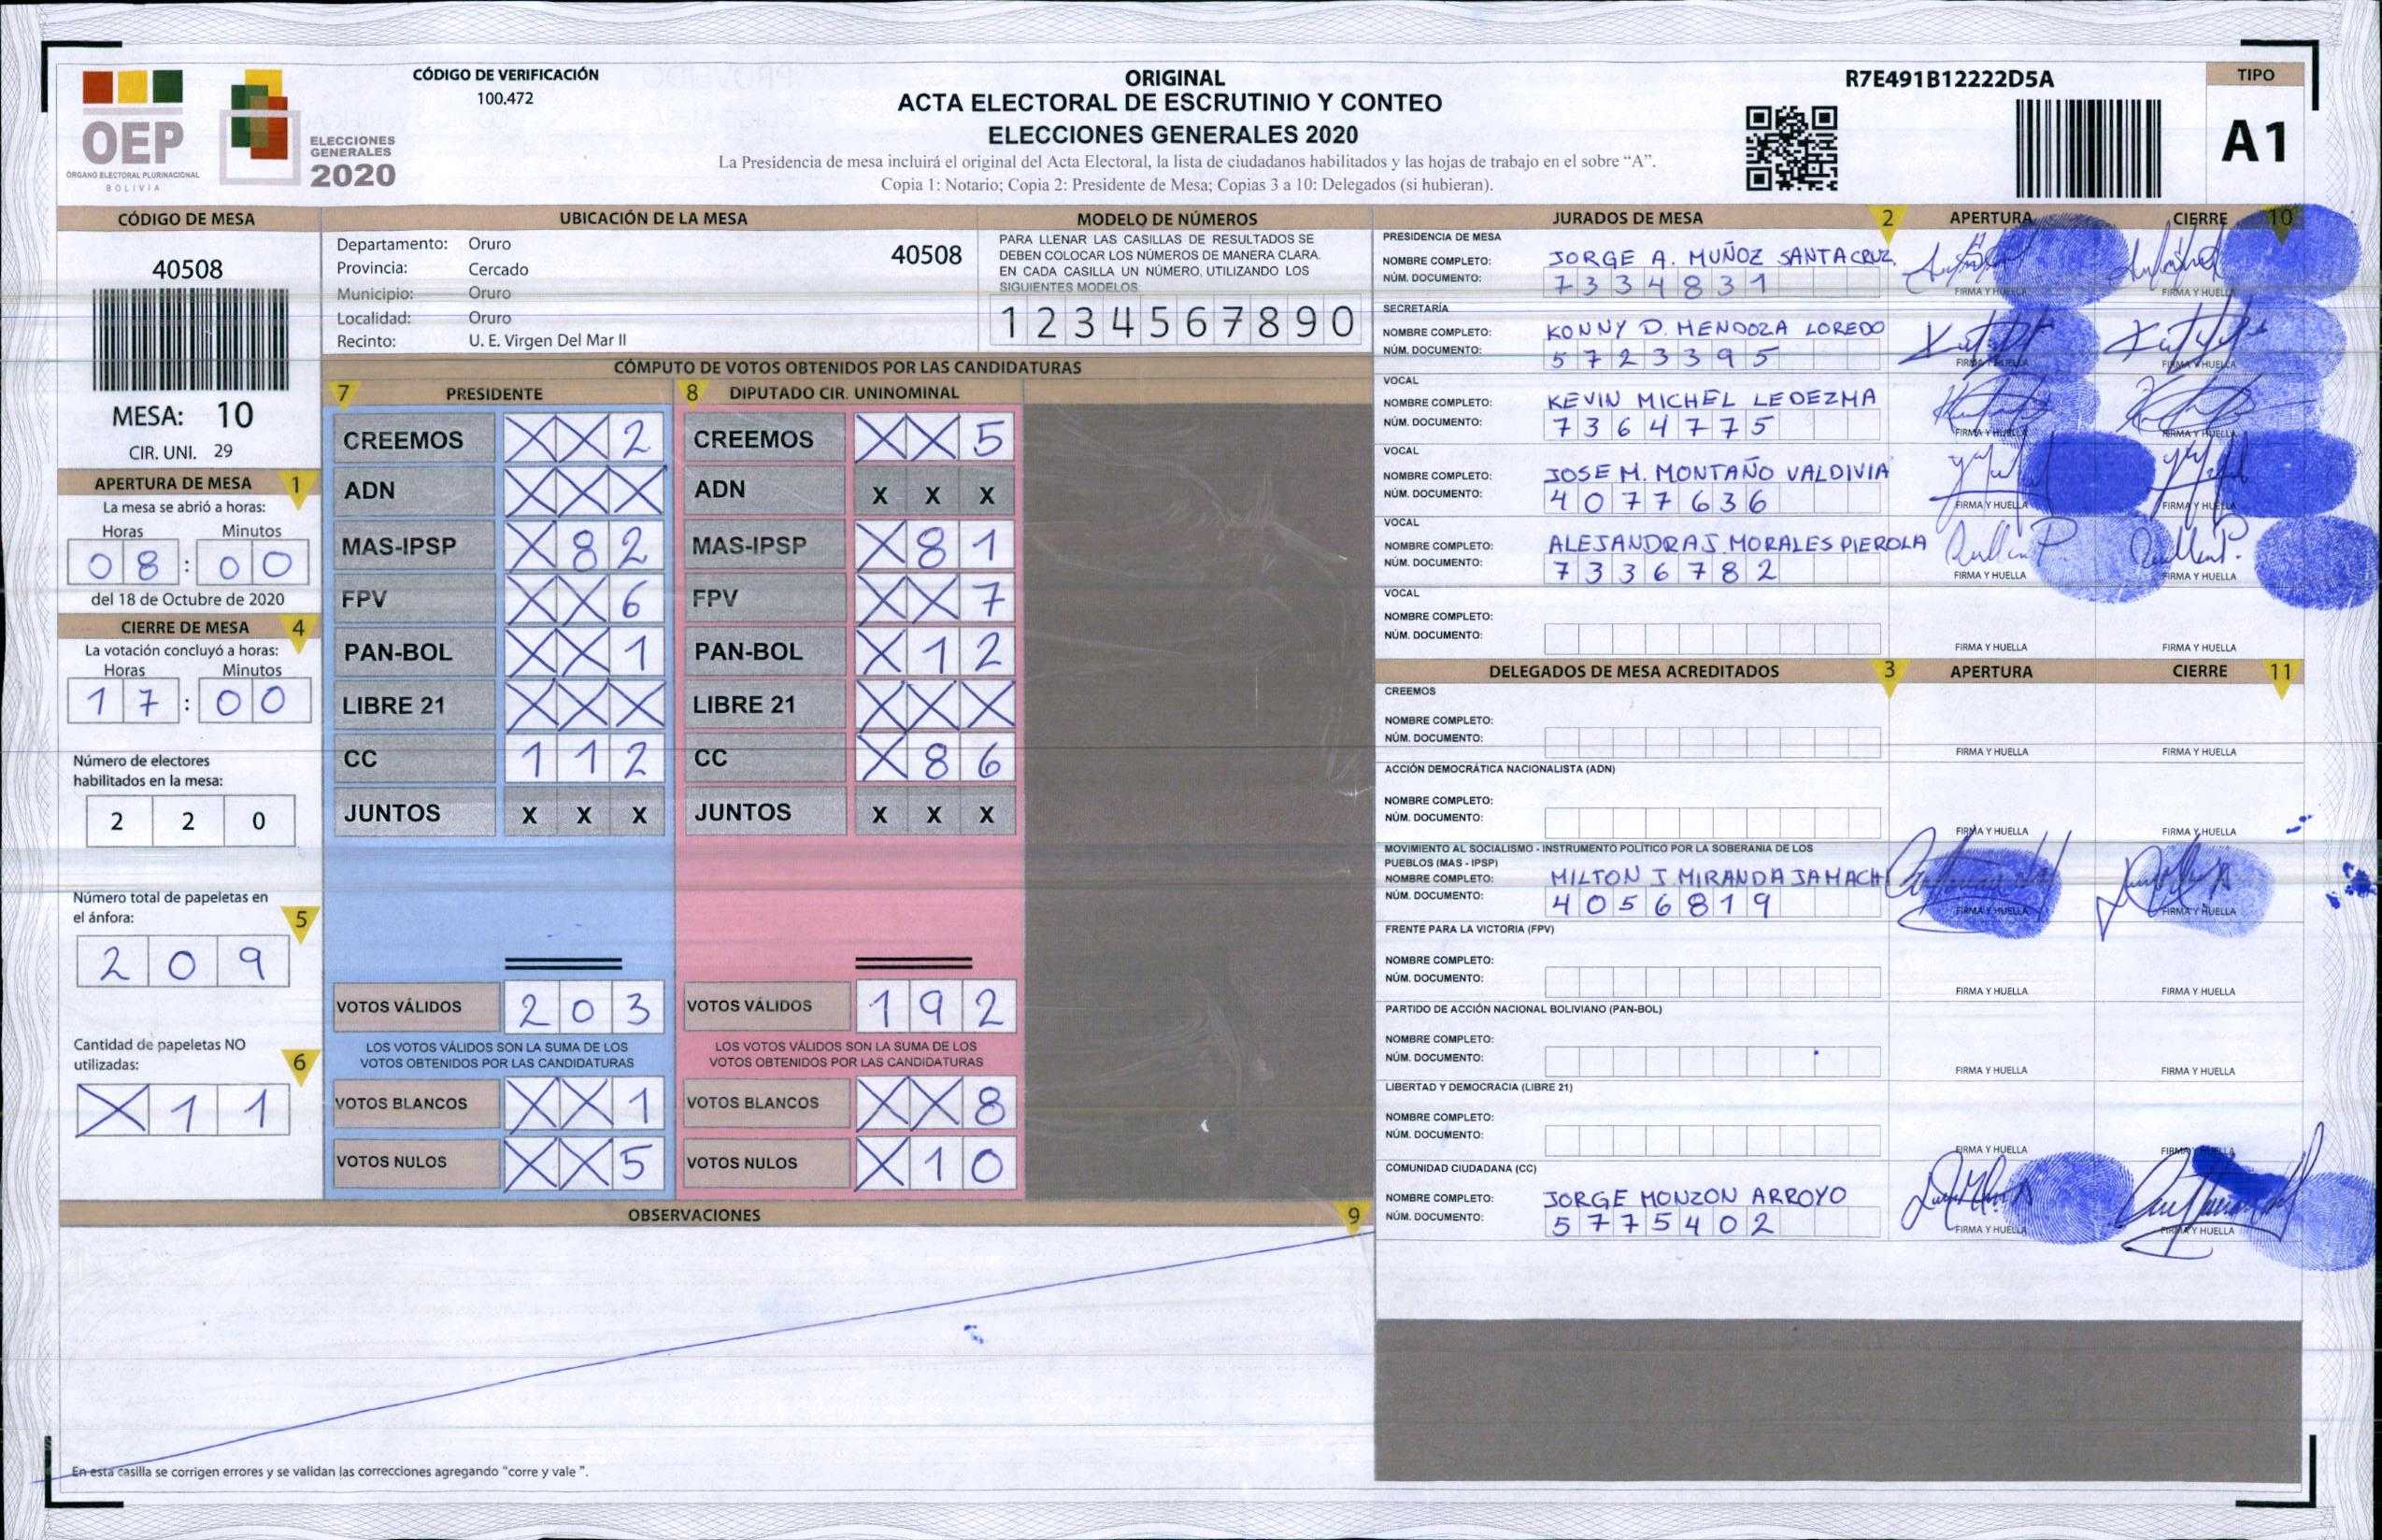 CÓDIGO DE VERIFICACIÓN
100.472
OEP
ÓRGANO ELECTORAL PLURINACIONAL
BOLIVIA
ELECCIONES
GENERALES
2020
ORIGINAL
ACTA ELECTORAL DE ESCRUTINIO Y CONTEO
ELECCIONES GENERALES 2020
La Presidencia de mesa incluirá el original del Acta Electoral, la lista de ciudadanos habilitados y las hojas de trabajo en el sobre “A”.
Copia 1: Notario; Copia 2: Presidente de Mesa; Copias 3 a 10: Delegados (si hubieran).
R7E491B12222D5A
TIPO
A1
CÓDIGO DE MESA
40508
MESA: 10
CIR. UNI. 29
APERTURA DE MESA 1
La mesa se abrió a horas:
Horas Minutos
08:00
del 18 de Octubre de 2020
CIERRE DE MESA 4
La votación concluyó a horas:
Horas Minutos
17:00
Número de electores
habilitados en la mesa:
2 2 0
Número total de papeletas en
el ánfora: 5
2 0 9
Cantidad de papeletas NO
utilizadas: 6
X 1 1
UBICACIÓN DE LA MESA
Departamento: Oruro 40508
Provincia: Cercado
Municipio: Oruro
Localidad: Oruro
Recinto: U. E. Virgen Del Mar II
MODELO DE NÚMEROS
PARA LLENAR LAS CASILLAS DE RESULTADOS SE
DEBEN COLOCAR LOS NÚMEROS DE MANERA CLARA.
EN CADA CASILLA UN NÚMERO, UTILIZANDO LOS
SIGUIENTES MODELOS
1 2 3 4 5 6 7 8 9 0
CÓMPUTO DE VOTOS OBTENIDOS POR LAS CANDIDATURAS
7 PRESIDENTE 8 DIPUTADO CIR. UNINOMINAL
CREEMOS X X 2 CREEMOS X X 5
ADN X X X ADN X X X
MAS-IPSP X 8 2 MAS-IPSP X 8 1
FPV X X 6 FPV X X 7
PAN-BOL X X 1 PAN-BOL X 1 2
LIBRE 21 X X X LIBRE 21 X X X
CC 1 1 2 CC X 8 6
JUNTOS X X X JUNTOS X X X
VOTOS VÁLIDOS 2 0 3 VOTOS VÁLIDOS 1 9 2
LOS VOTOS VÁLIDOS SON LA SUMA DE LOS LOS VOTOS VÁLIDOS SON LA SUMA DE LOS
VOTOS OBTENIDOS POR LAS CANDIDATURAS VOTOS OBTENIDOS POR LAS CANDIDATURAS
VOTOS BLANCOS X X 1 VOTOS BLANCOS X X 8
VOTOS NULOS X X 5 VOTOS NULOS X 1 0
OBSERVACIONES 9
En esta casilla se corrigen errores y se validan las correcciones agregando “corre y vale ”.
JURADOS DE MESA 2 APERTURA CIERRE 10
PRESIDENCIA DE MESA
NOMBRE COMPLETO: JORGE A. MUÑOZ SANTACRUZ.
NÚM. DOCUMENTO: 7334831 FIRMA Y HUELLA FIRMA Y HUELLA
SECRETARÍA
NOMBRE COMPLETO: KONNY D. MENDOZA LOREDO
NÚM. DOCUMENTO: 5723395 FIRMA Y HUELLA FIRMA Y HUELLA
VOCAL
NOMBRE COMPLETO: KEVIN MICHEL LEDEZMA
NÚM. DOCUMENTO: 7364775 FIRMA Y HUELLA FIRMA Y HUELLA
VOCAL
NOMBRE COMPLETO: JOSE M. MONTAÑO VALDIVIA
NÚM. DOCUMENTO: 4077636 FIRMA Y HUELLA FIRMA Y HUELLA
VOCAL
NOMBRE COMPLETO: ALEJANDRA J. MORALES PIEROLA
NÚM. DOCUMENTO: 7336782 FIRMA Y HUELLA FIRMA Y HUELLA
VOCAL
NOMBRE COMPLETO:
NÚM. DOCUMENTO: FIRMA Y HUELLA FIRMA Y HUELLA
DELEGADOS DE MESA ACREDITADOS 3 APERTURA CIERRE 11
CREEMOS
NOMBRE COMPLETO:
NÚM. DOCUMENTO: FIRMA Y HUELLA FIRMA Y HUELLA
ACCIÓN DEMOCRÁTICA NACIONALISTA (ADN)
NOMBRE COMPLETO:
NÚM. DOCUMENTO: FIRMA Y HUELLA FIRMA Y HUELLA
MOVIMIENTO AL SOCIALISMO - INSTRUMENTO POLÍTICO POR LA SOBERANIA DE LOS
PUEBLOS (MAS - IPSP)
NOMBRE COMPLETO: MILTON J. MIRANDA JAMACHI
NÚM. DOCUMENTO: 4056819 FIRMA Y HUELLA FIRMA Y HUELLA
FRENTE PARA LA VICTORIA (FPV)
NOMBRE COMPLETO:
NÚM. DOCUMENTO: FIRMA Y HUELLA FIRMA Y HUELLA
PARTIDO DE ACCIÓN NACIONAL BOLIVIANO (PAN-BOL)
NOMBRE COMPLETO:
NÚM. DOCUMENTO: FIRMA Y HUELLA FIRMA Y HUELLA
LIBERTAD Y DEMOCRACIA (LIBRE 21)
NOMBRE COMPLETO:
NÚM. DOCUMENTO: FIRMA Y HUELLA FIRMA Y HUELLA
COMUNIDAD CIUDADANA (CC)
NOMBRE COMPLETO: JORGE MONZON ARROYO
NÚM. DOCUMENTO: 5775402 FIRMA Y HUELLA FIRMA Y HUELLA